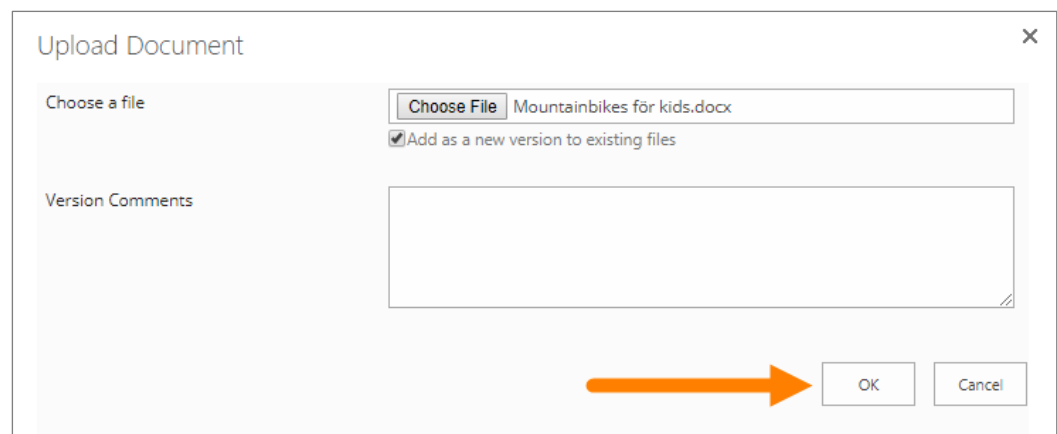 Upload Document
Choose a file
Choose File Mountainbikes för kids.docx
Add as a new version to existing files
Version Comments
OK Cancel